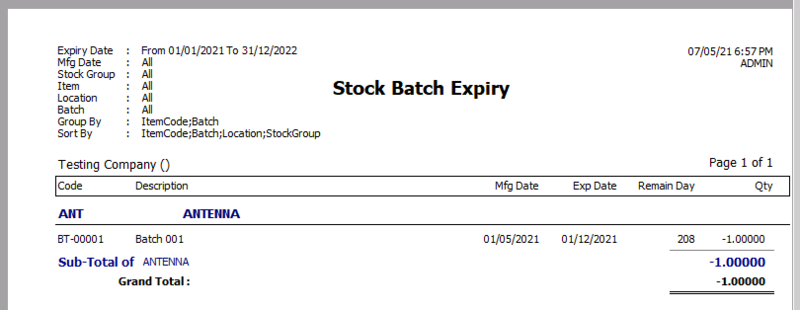 Expiry Date : From 01/01/2021 To 31/12/2022
07/05/21 6:57 PM
Mfg Date : All
ADMIN
Stock Group : All
Item : All
Stock Batch Expiry
Location : All
Batch : All
Group By : ItemCode;Batch
Sort By : ItemCode;Batch;Location;StockGroup
Testing Company ()
Page 1 of 1
Code Description Mfg Date Exp Date Remain Day Qty
ANT ANTENNA
BT-00001 Batch 001 01/05/2021 01/12/2021 208 -1.00000
Sub-Total of ANTENNA -1.00000
Grand Total : -1.00000